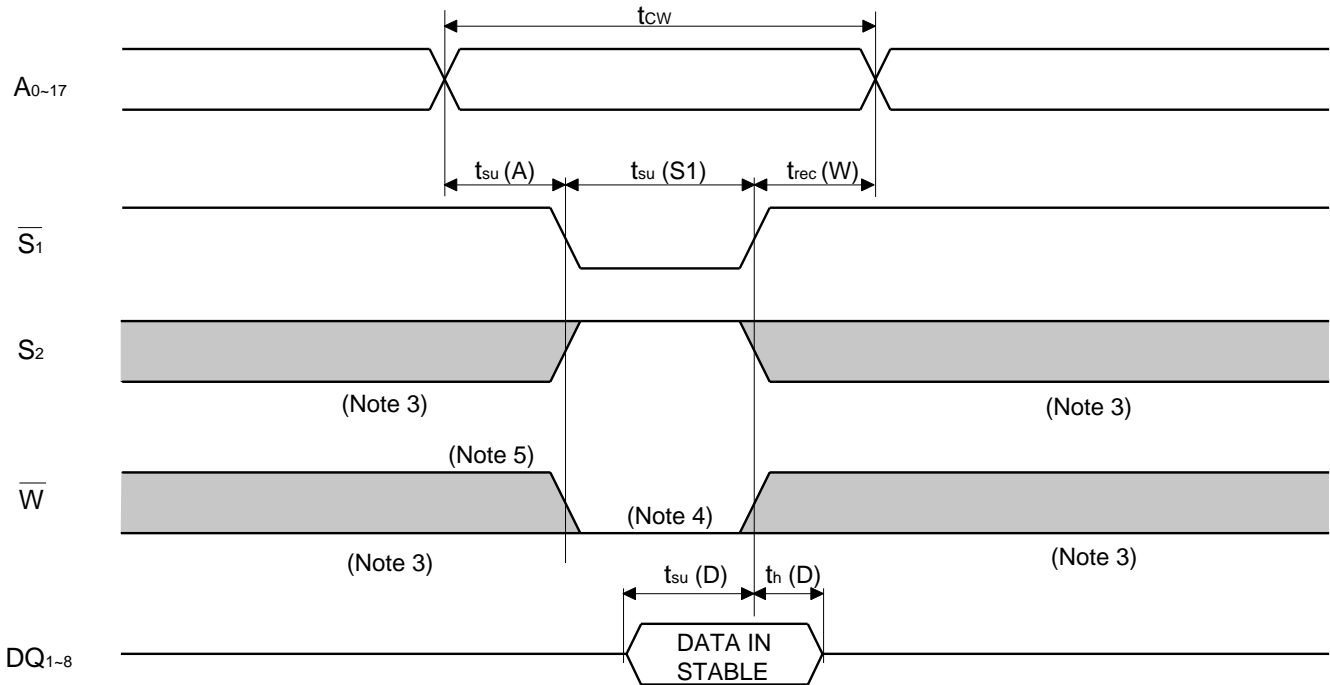 tCW
A0~17
tsu (A) tsu (S1) trec (W)
S1
S2
(Note 3) (Note 3)
(Note 5)
W
(Note 4)
(Note 3) (Note 3)
tsu (D) th (D)
DQ1~8
DATA IN
STABLE